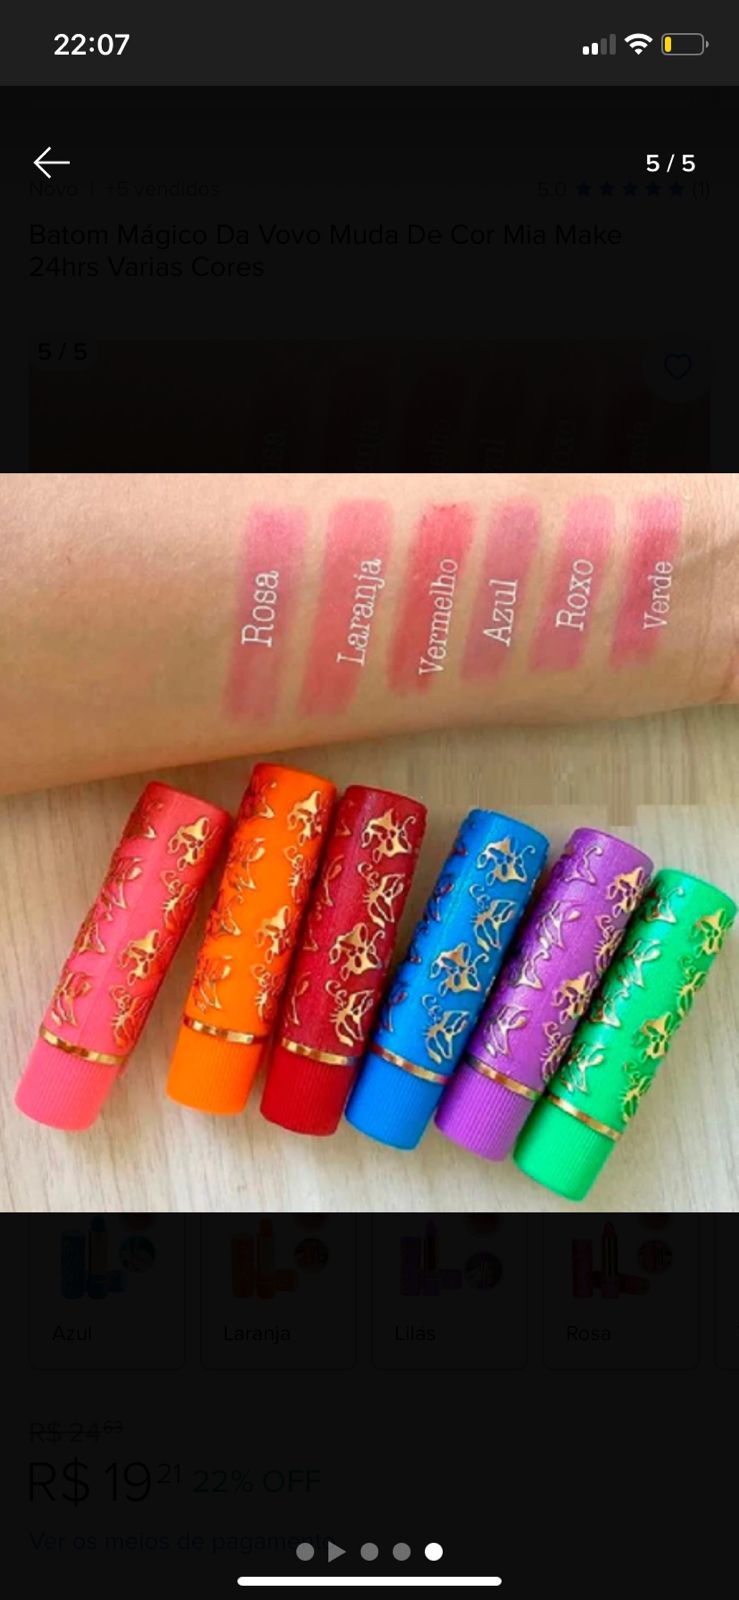 22:07
5 / 5
Novo | +5 vendidos
5.0 ★★★★★ (1)
Batom Mágico Da Vovo Muda De Cor Mia Make
24hrs Varias Cores
5 / 5
Rosa
Laranja
Vermelho
Azul
Roxo
Verde
Azul
Laranja
Lilás
Rosa
R$ 24 63
R$ 19 21 22% OFF
Ver os meios de pagamento